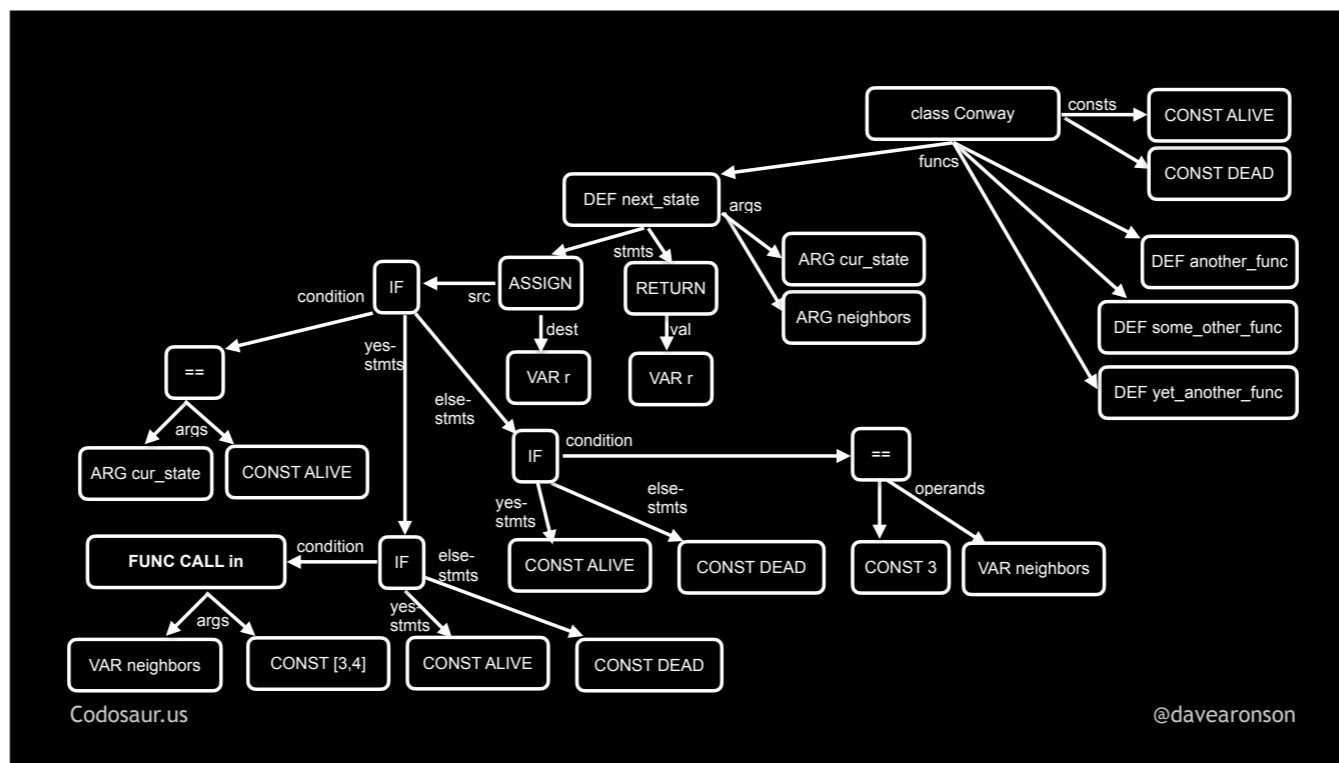 class Conway
consts
CONST ALIVE
CONST DEAD
funcs
DEF next_state
args
ARG cur_state
ARG neighbors
DEF another_func
DEF some_other_func
DEF yet_another_func
stmts
ASSIGN
RETURN
src
dest
val
VAR r
VAR r
IF
condition
yes-
stmts
else-
stmts
==
args
ARG cur_state
CONST ALIVE
IF
condition
==
operands
CONST 3
VAR neighbors
yes-
stmts
else-
stmts
CONST ALIVE
CONST DEAD
FUNC CALL in
condition
IF
else-
stmts
yes-
stmts
args
VAR neighbors
CONST [3,4]
CONST ALIVE
CONST DEAD
Codosaur.us
@davearonson